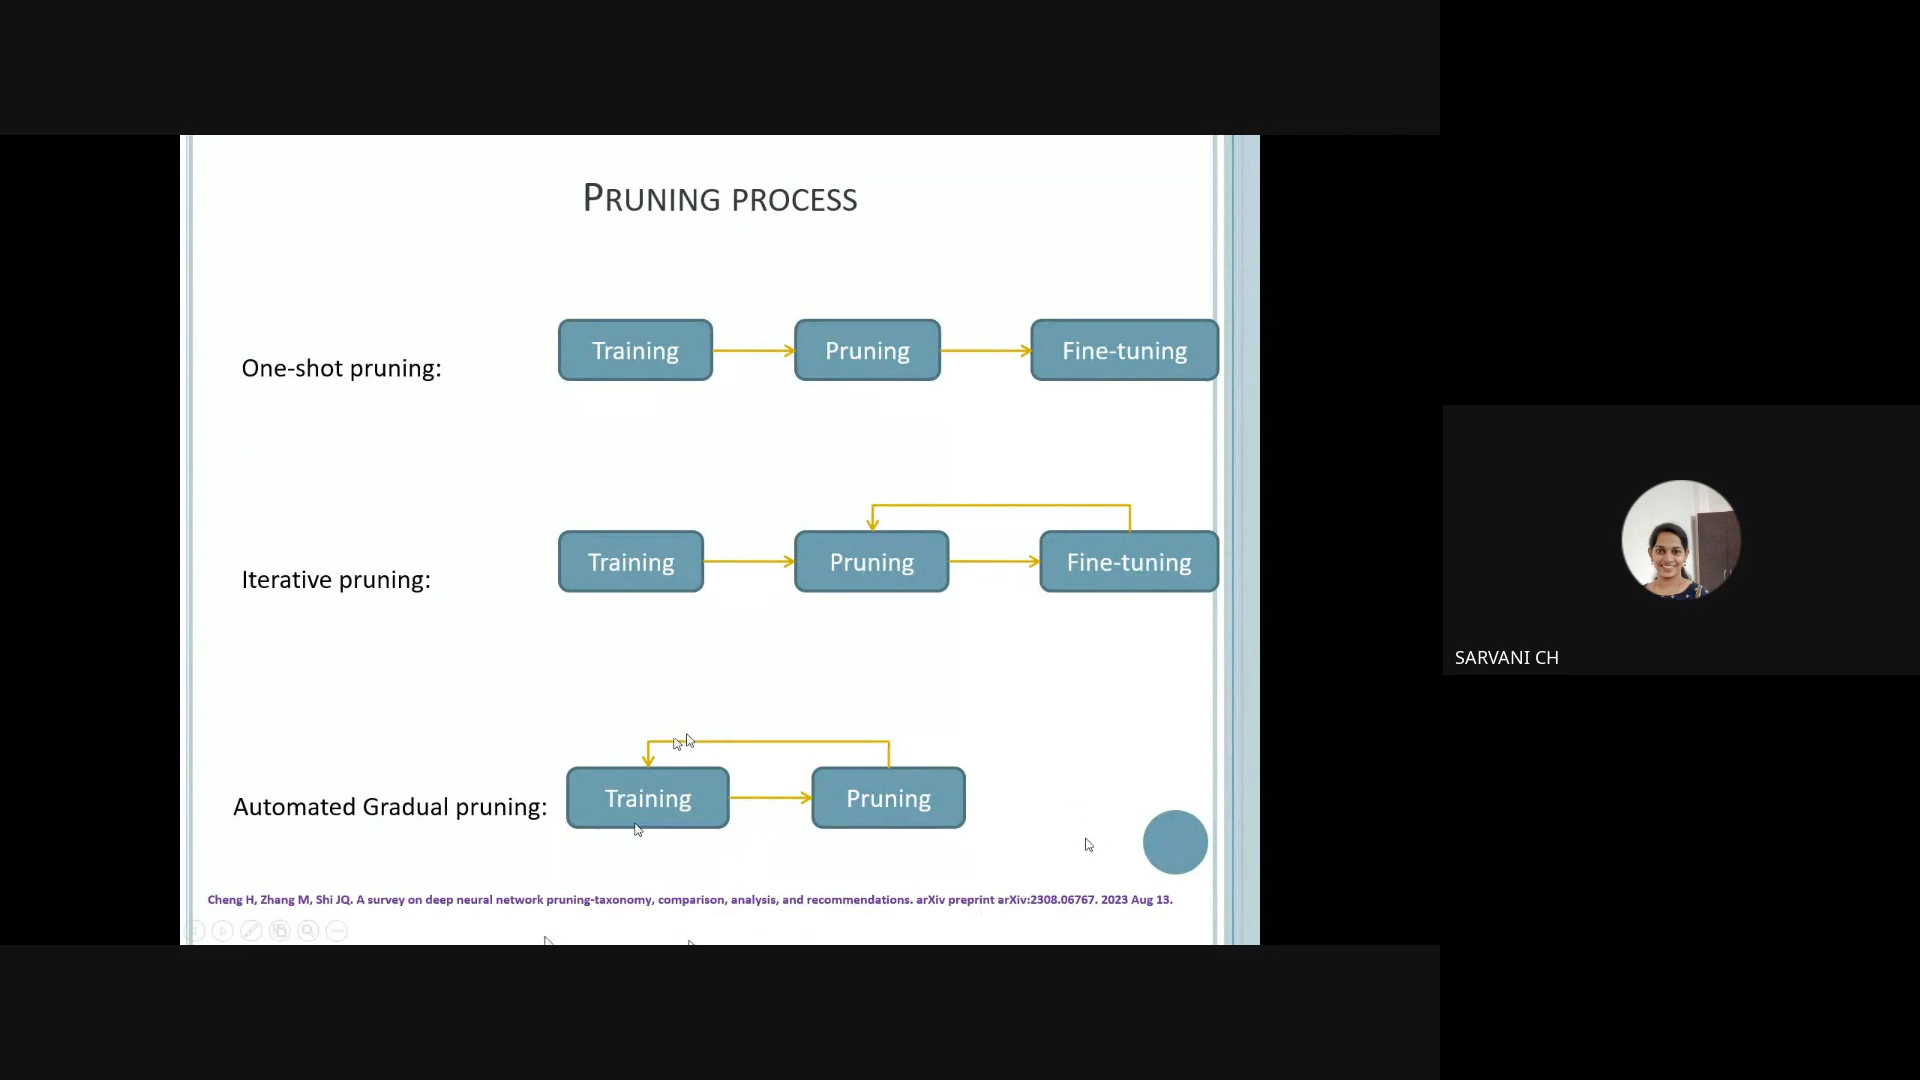 PRUNING PROCESS
One-shot pruning:
Training
Pruning
Fine-tuning
Iterative pruning:
Training
Pruning
Fine-tuning
Automated Gradual pruning:
Training
Pruning
Cheng H, Zhang M, Shi JQ. A survey on deep neural network pruning-taxonomy, comparison, analysis, and recommendations. arXiv preprint arXiv:2308.06767. 2023 Aug 13.
SARVANI CH